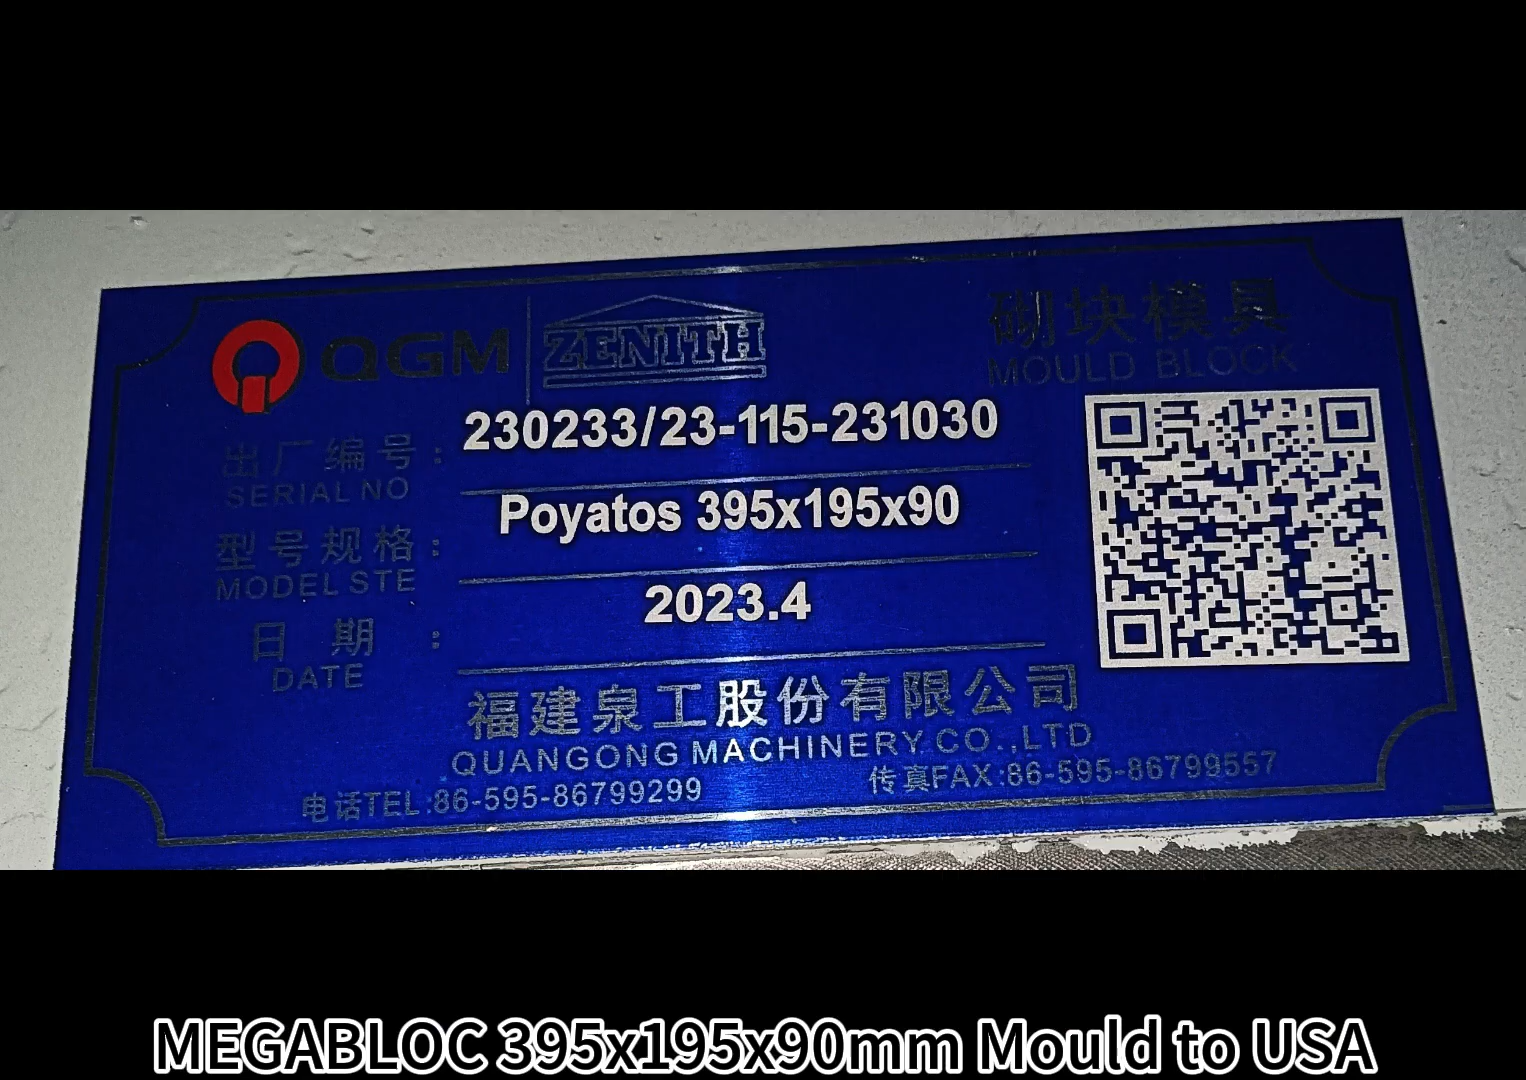 QGM ZENITH
砌块模具
MOULD BLOCK
出厂编号: 230233/23-115-231030
SERIAL NO
型号规格: Poyatos 395x195x90
MODEL STE
日 期 : 2023.4
DATE
福建泉工股份有限公司
QUANGONG MACHINERY CO.,LTD
电话TEL:86-595-86799299 传真FAX:86-595-86799557
MEGABLOC 395x195x90mm Mould to USA